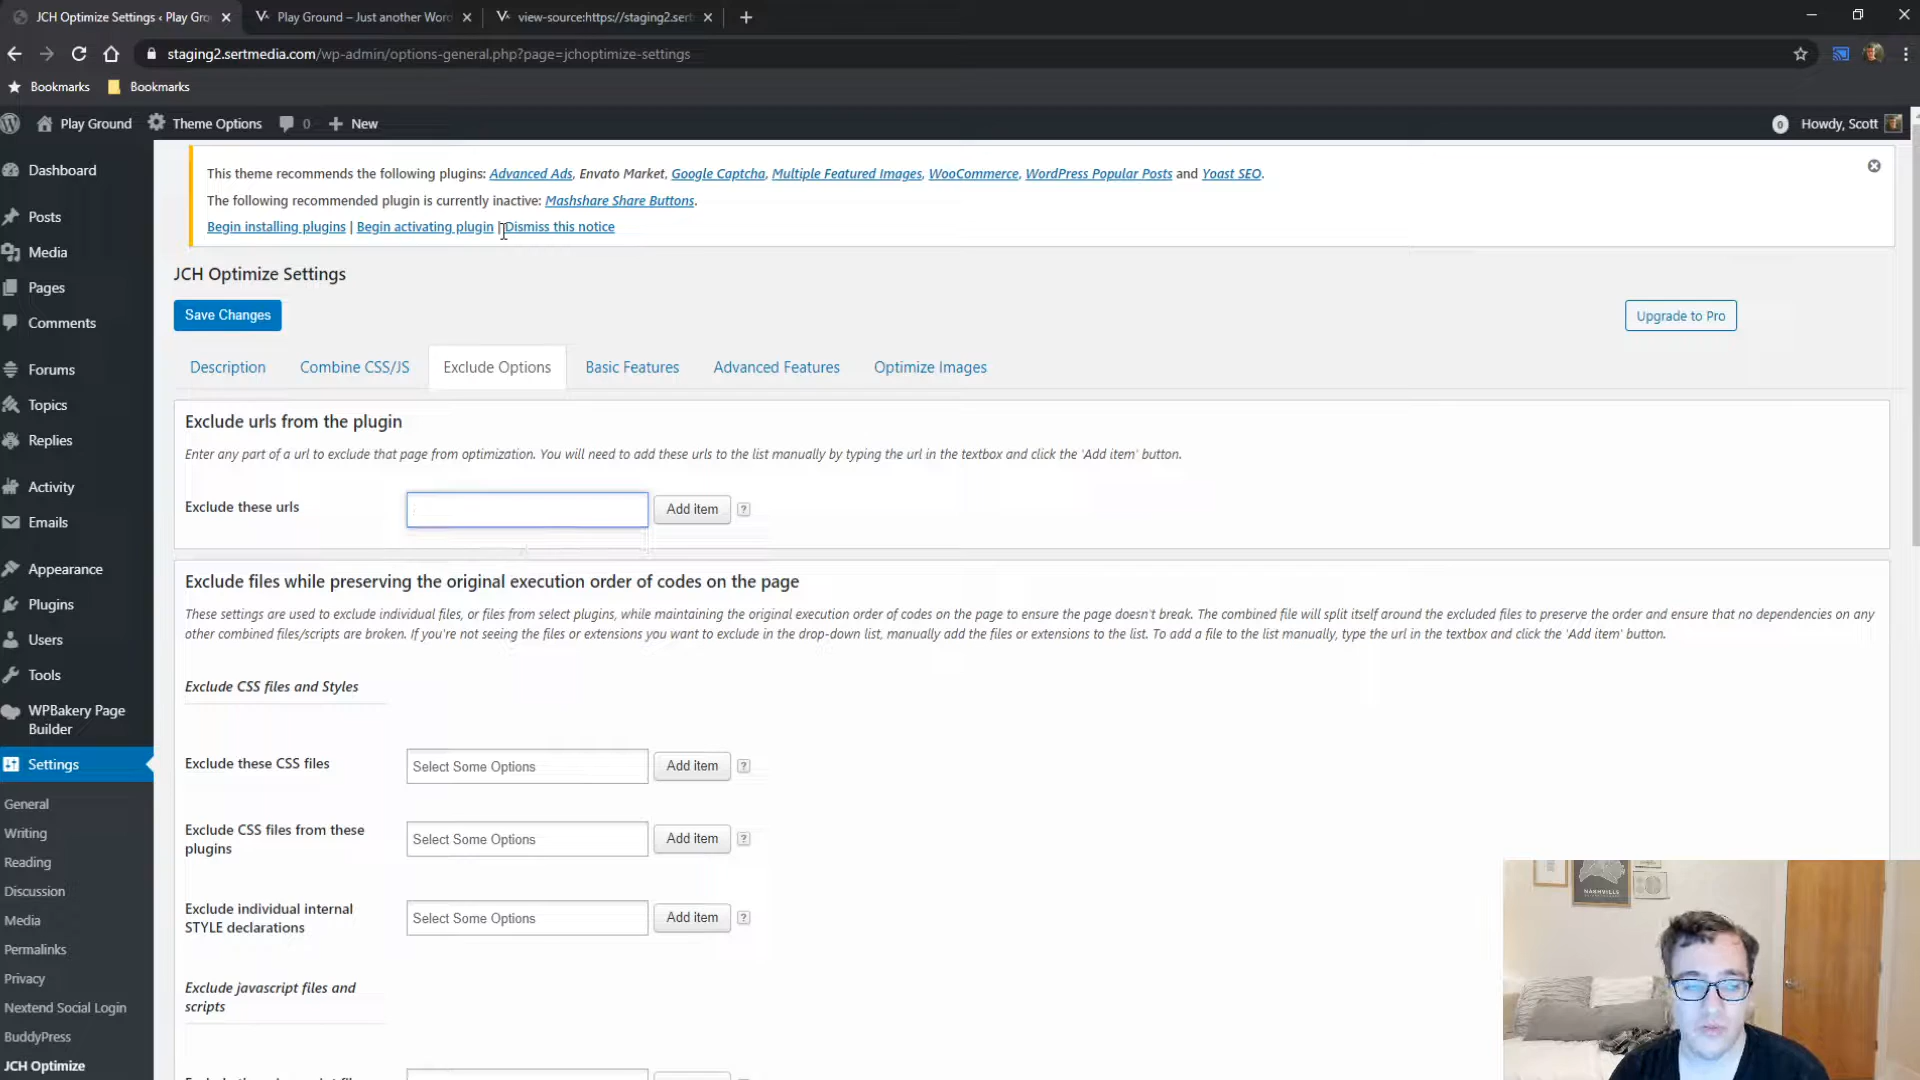 JCH Optimize Settings ‹ Play Gro
Play Ground – Just another Word
view-source:https://staging2.sert
staging2.sertmedia.com/wp-admin/options-general.php?page=jchoptimize-settings
Bookmarks
Bookmarks
Play Ground
Theme Options
0
New
0
Howdy, Scott
Dashboard
Posts
Media
Pages
Comments
Forums
Topics
Replies
Activity
Emails
Appearance
Plugins
Users
Tools
WPBakery Page
Builder
Settings
General
Writing
Reading
Discussion
Media
Permalinks
Privacy
Nextend Social Login
BuddyPress
JCH Optimize
This theme recommends the following plugins: Advanced Ads, Envato Market, Google Captcha, Multiple Featured Images, WooCommerce, WordPress Popular Posts and Yoast SEO.
The following recommended plugin is currently inactive: Mashshare Share Buttons.
Begin installing plugins | Begin activating plugin | Dismiss this notice
JCH Optimize Settings
Save Changes
Upgrade to Pro
Description
Combine CSS/JS
Exclude Options
Basic Features
Advanced Features
Optimize Images
Exclude urls from the plugin
Enter any part of a url to exclude that page from optimization. You will need to add these urls to the list manually by typing the url in the textbox and click the 'Add item' button.
Exclude these urls
Add item
?
Exclude files while preserving the original execution order of codes on the page
These settings are used to exclude individual files, or files from select plugins, while maintaining the original execution order of codes on the page to ensure the page doesn't break. The combined file will split itself around the excluded files to preserve the order and ensure that no dependencies on any
other combined files/scripts are broken. If you're not seeing the files or extensions you want to exclude in the drop-down list, manually add the files or extensions to the list. To add a file to the list manually, type the url in the textbox and click the 'Add item' button.
Exclude CSS files and Styles
Exclude these CSS files
Select Some Options
Add item
?
Exclude CSS files from these
plugins
Select Some Options
Add item
?
Exclude individual internal
STYLE declarations
Select Some Options
Add item
?
Exclude javascript files and
scripts
NASHVILLE